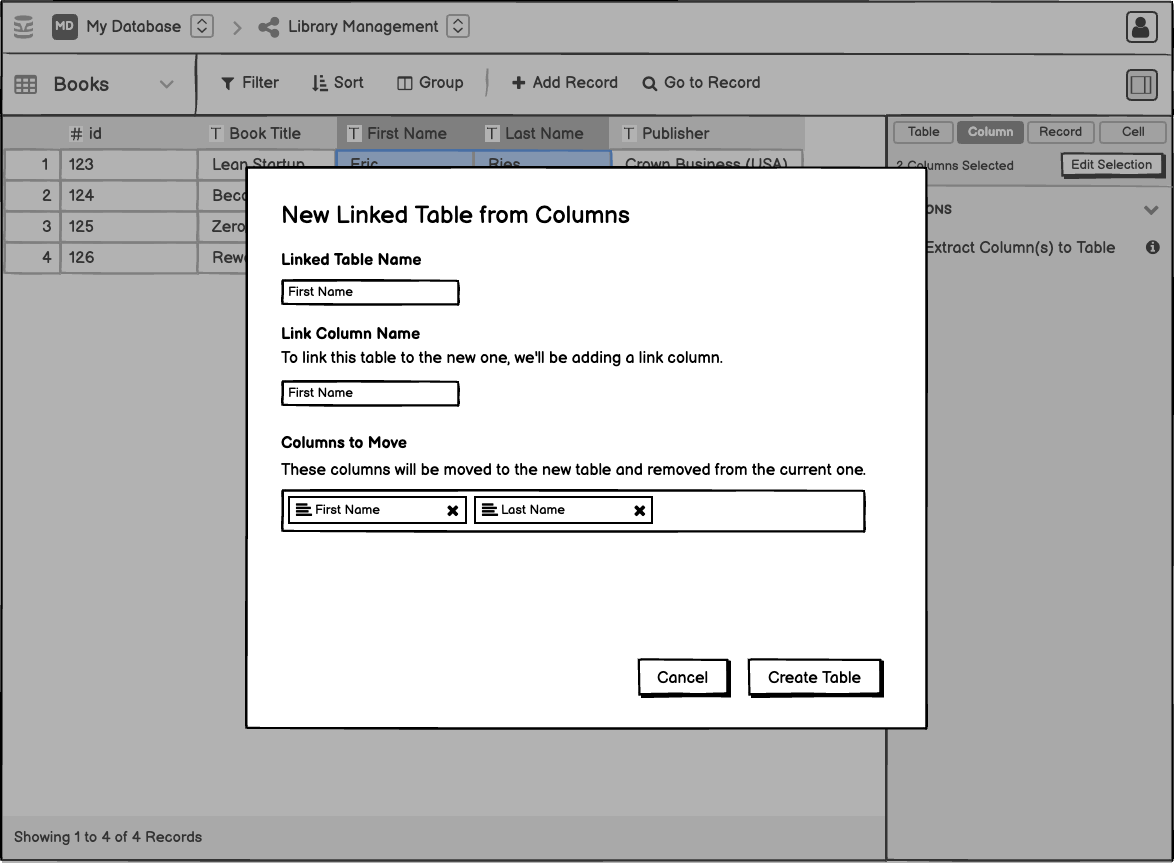 MD My Database Library Management
Books Filter Sort Group Add Record Go to Record
# id T Book Title T First Name T Last Name T Publisher
Table Column Record Cell
1 123 Lean Startup Eric Ries Crown Business (USA)
2 Columns Selected Edit Selection
2 124
3 125 Zero
4 126
ONS
Extract Column(s) to Table
New Linked Table from Columns
Linked Table Name
First Name
Link Column Name
To link this table to the new one, we'll be adding a link column.
First Name
Columns to Move
These columns will be moved to the new table and removed from the current one.
First Name Last Name
Cancel Create Table
Showing 1 to 4 of 4 Records